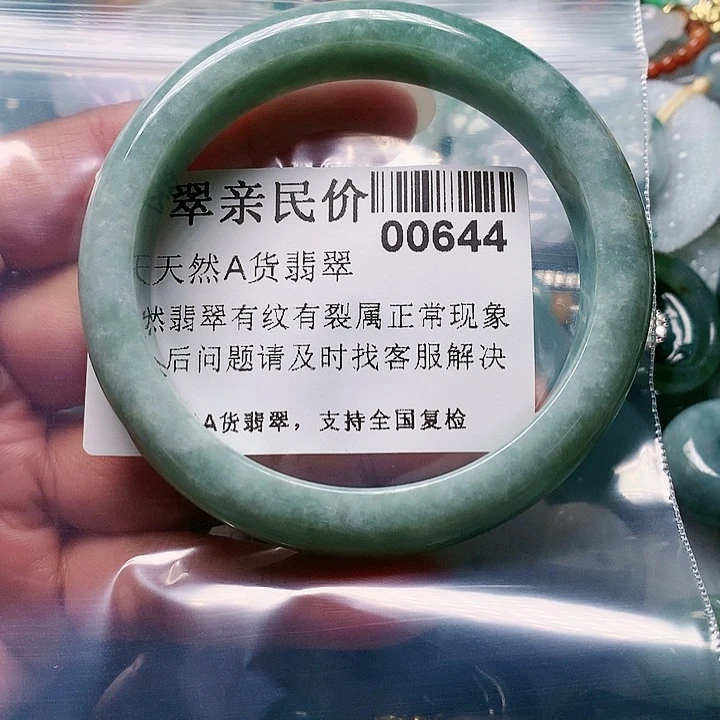 翠亲民价
00644
天然A货翡翠
然翡翠有纹有裂属正常现象
后问题请及时找客服解决
A货翡翠，支持全国复检